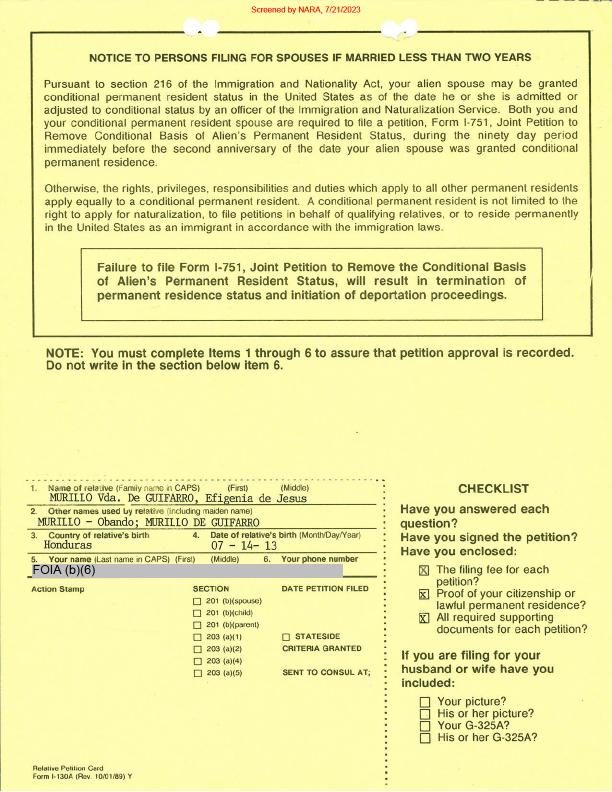 Screened by NARA, 7/21/2023
NOTICE TO PERSONS FILING FOR SPOUSES IF MARRIED LESS THAN TWO YEARS
Pursuant to section 216 of the Immigration and Nationality Act, your alien spouse may be granted
conditional permanent resident status in the United States as of the date he or she is admitted or
adjusted to conditional status by an officer of the Immigration and Naturalization Service. Both you and
your conditional permanent resident spouse are required to file a petition, Form I-751, Joint Petition to
Remove Conditional Basis of Alien's Permanent Resident Status, during the ninety day period
immediately before the second anniversary of the date your alien spouse was granted conditional
permanent residence.
Otherwise, the rights, privileges, responsibilities and duties which apply to all other permanent residents
apply equally to a conditional permanent resident. A conditional permanent resident is not limited to the
right to apply for naturalization, to file petitions in behalf of qualifying relatives, or to reside permanently
in the United States as an immigrant in accordance with the immigration laws.
Failure to file Form I-751, Joint Petition to Remove the Conditional Basis
of Alien's Permanent Resident Status, will result in termination of
permanent residence status and initiation of deportation proceedings.
NOTE: You must complete Items 1 through 6 to assure that petition approval is recorded.
Do not write in the section below item 6.
1. Name of relative (Family name in CAPS) (First) (Middle)
MURILLO Vda. De GUIFARRO, Efigenia de Jesus
2. Other names used by relative (Including maiden name)
MURILLO - Obando; MURILLO DE GUIFARRO
3. Country of relative's birth 4. Date of relative's birth (Month/Day/Year)
Honduras 07 - 14- 13
5. Your name (Last name in CAPS) (First) (Middle) 6. Your phone number
FOIA (b)(6)
Action Stamp SECTION DATE PETITION FILED
201 (b)(spouse)
201 (b)(child)
201 (b)(parent)
203 (a)(1) STATESIDE
203 (a)(2) CRITERIA GRANTED
203 (a)(4)
203 (a)(5) SENT TO CONSUL AT;
Relative Petition Card
Form I-130A (Rev. 10/01/89) Y
CHECKLIST
Have you answered each
question?
Have you signed the petition?
Have you enclosed:
X The filing fee for each
petition?
X Proof of your citizenship or
lawful permanent residence?
X All required supporting
documents for each petition?
If you are filing for your
husband or wife have you
included:
Your picture?
His or her picture?
Your G-325A?
His or her G-325A?